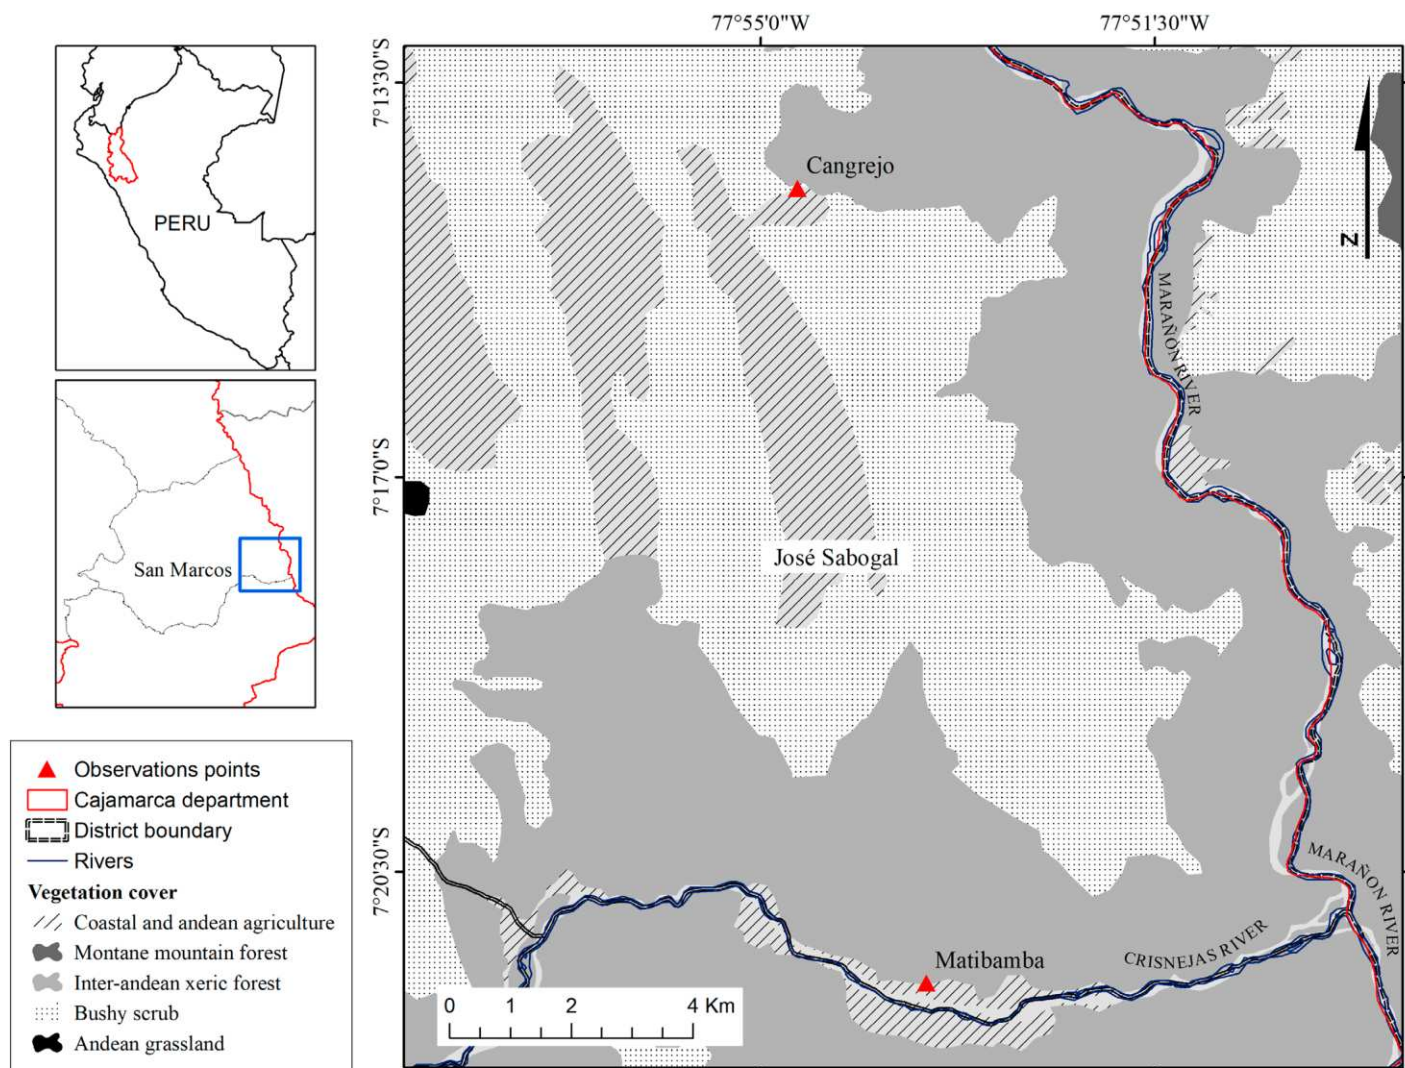 77°55'0"W
77°51'30"W
7°13'30"S
7°17'0"S
7°20'30"S
PERU
San Marcos
Cangrejo
N
MARAÑON RIVER
José Sabogal
MARAÑON RIVER
CRISNEJAS RIVER
Matibamba
0 1 2 4 Km
Observations points
Cajamarca department
District boundary
Rivers
Vegetation cover
Coastal and andean agriculture
Montane mountain forest
Inter-andean xeric forest
Bushy scrub
Andean grassland